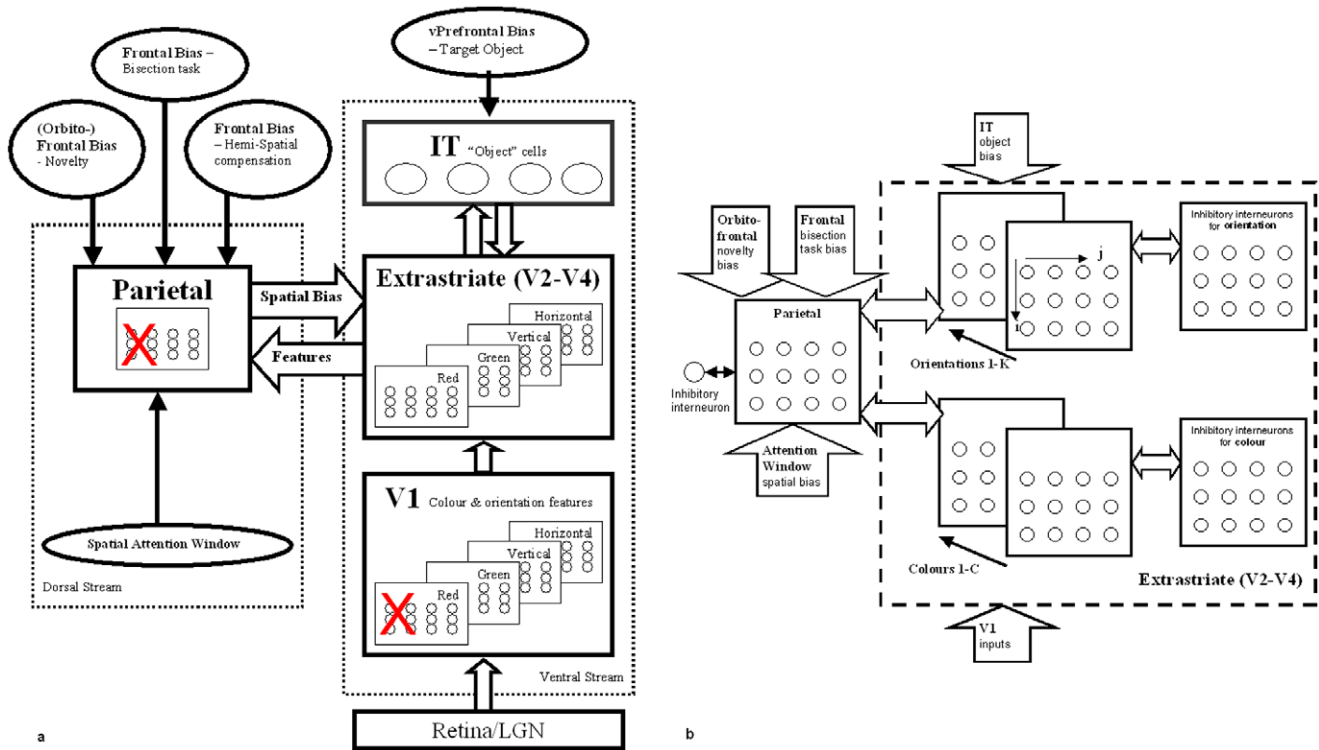 Frontal Bias –
Bisection task
(Orbito-)
Frontal Bias
- Novelty
Frontal Bias
– Hemi-Spatial
compensation
Parietal
X
Spatial Attention Window
Dorsal Stream
Spatial Bias
Features
vPrefrontal Bias
– Target Object
IT "Object" cells
Extrastriate (V2-V4)
Horizontal
Vertical
Green
Red
V1 Colour & orientation features
Horizontal
Vertical
Green
Red
X
Ventral Stream
Retina/LGN
a
IT
object
bias
Orbito-
frontal
novelty
bias
Frontal
bisection
task bias
Parietal
Inhibitory
interneuron
Attention
Window
spatial bias
j
i
Orientations 1-K
Inhibitory interneurons
for orientation
Colours 1-C
Inhibitory interneurons
for colour
Extrastriate (V2-V4)
V1
inputs
b